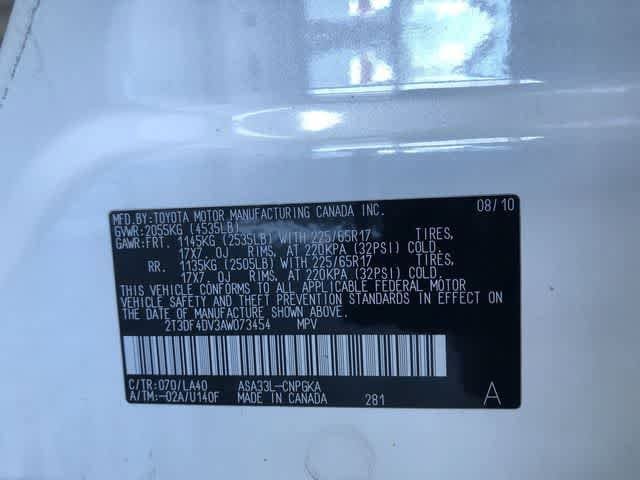 MFD.BY:TOYOTA MOTOR MANUFACTURING CANADA INC. 08/10
GVWR:2055KG (4535LB)
GAWR:FRT. 1145KG (2535LB) WITH 225/65R17 TIRES,
17X7. 0J RIMS, AT 220KPA (32PSI) COLD.
RR. 1135KG (2505LB) WITH 225/65R17 TIRES,
17X7. 0J RIMS, AT 220KPA (32PSI) COLD.
THIS VEHICLE CONFORMS TO ALL APPLICABLE FEDERAL MOTOR
VEHICLE SAFETY AND THEFT PREVENTION STANDARDS IN EFFECT ON
THE DATE OF MANUFACTURE SHOWN ABOVE.
2T3DF4DV3AW073454 MPV
C/TR:070/LA40 ASA33L-CNPGKA
A/TM:-02A/U140F MADE IN CANADA 281 A